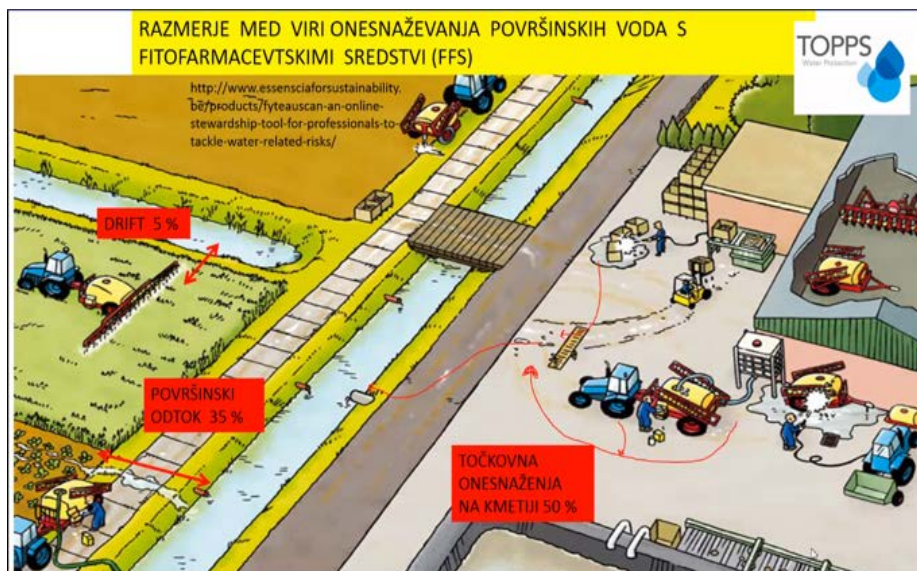 RAZMERJE MED VIRI ONESNAŽEVANJA POVRŠINSKIH VODA S
FITOFARMACEVTSKIMI SREDSTVI (FFS)
TOPPS
Water Protection
http://www.essensciaforsustainability.
be/products/fyteauscan-an-online-
stewardship-tool-for-professionals-to-
tackle-water-related-risks/
DRIFT 5 %
POVRŠINSKI
ODTOK 35 %
TOČKOVNA
ONESNAŽENJA
NA KMETIJI 50 %